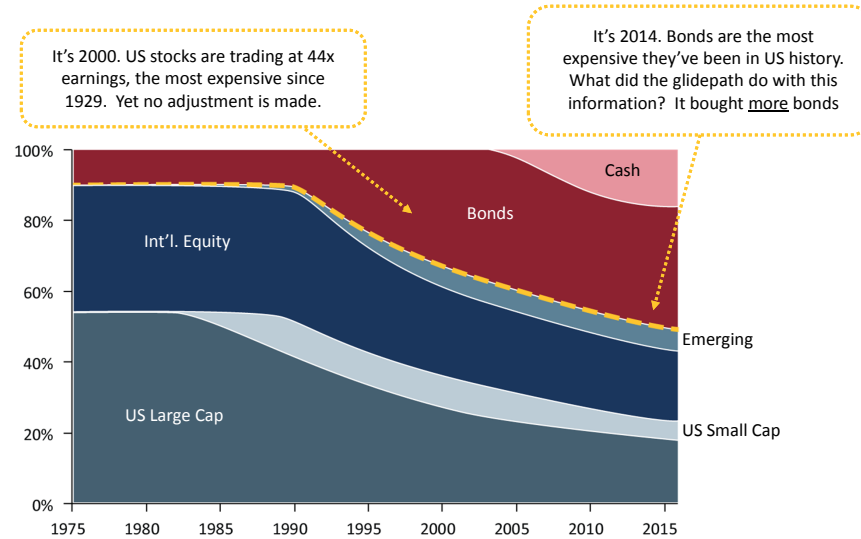 It's 2000. US stocks are trading at 44x
earnings, the most expensive since
1929.  Yet no adjustment is made.
It's 2014. Bonds are the most
expensive they've been in US history.
What did the glidepath do with this
information?  It bought more bonds
100%
80%
60%
40%
20%
0%
Cash
Bonds
Int'l. Equity
Emerging
US Large Cap
US Small Cap
1975
1980
1985
1990
1995
2000
2005
2010
2015